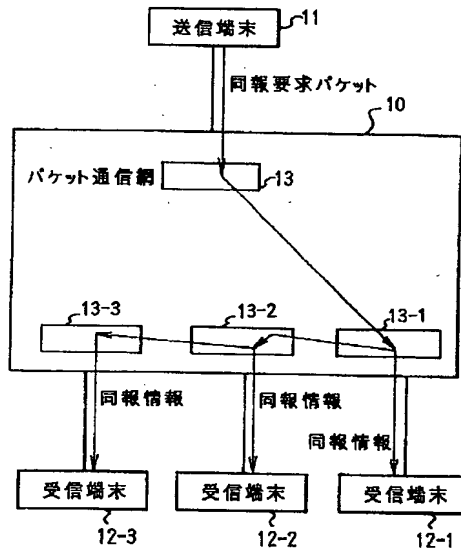 11
送信端末
同報要求パケット
10
パケット通信網
13
13-3
13-2
13-1
同報情報
同報情報
同報情報
受信端末
受信端末
受信端末
12-3
12-2
12-1